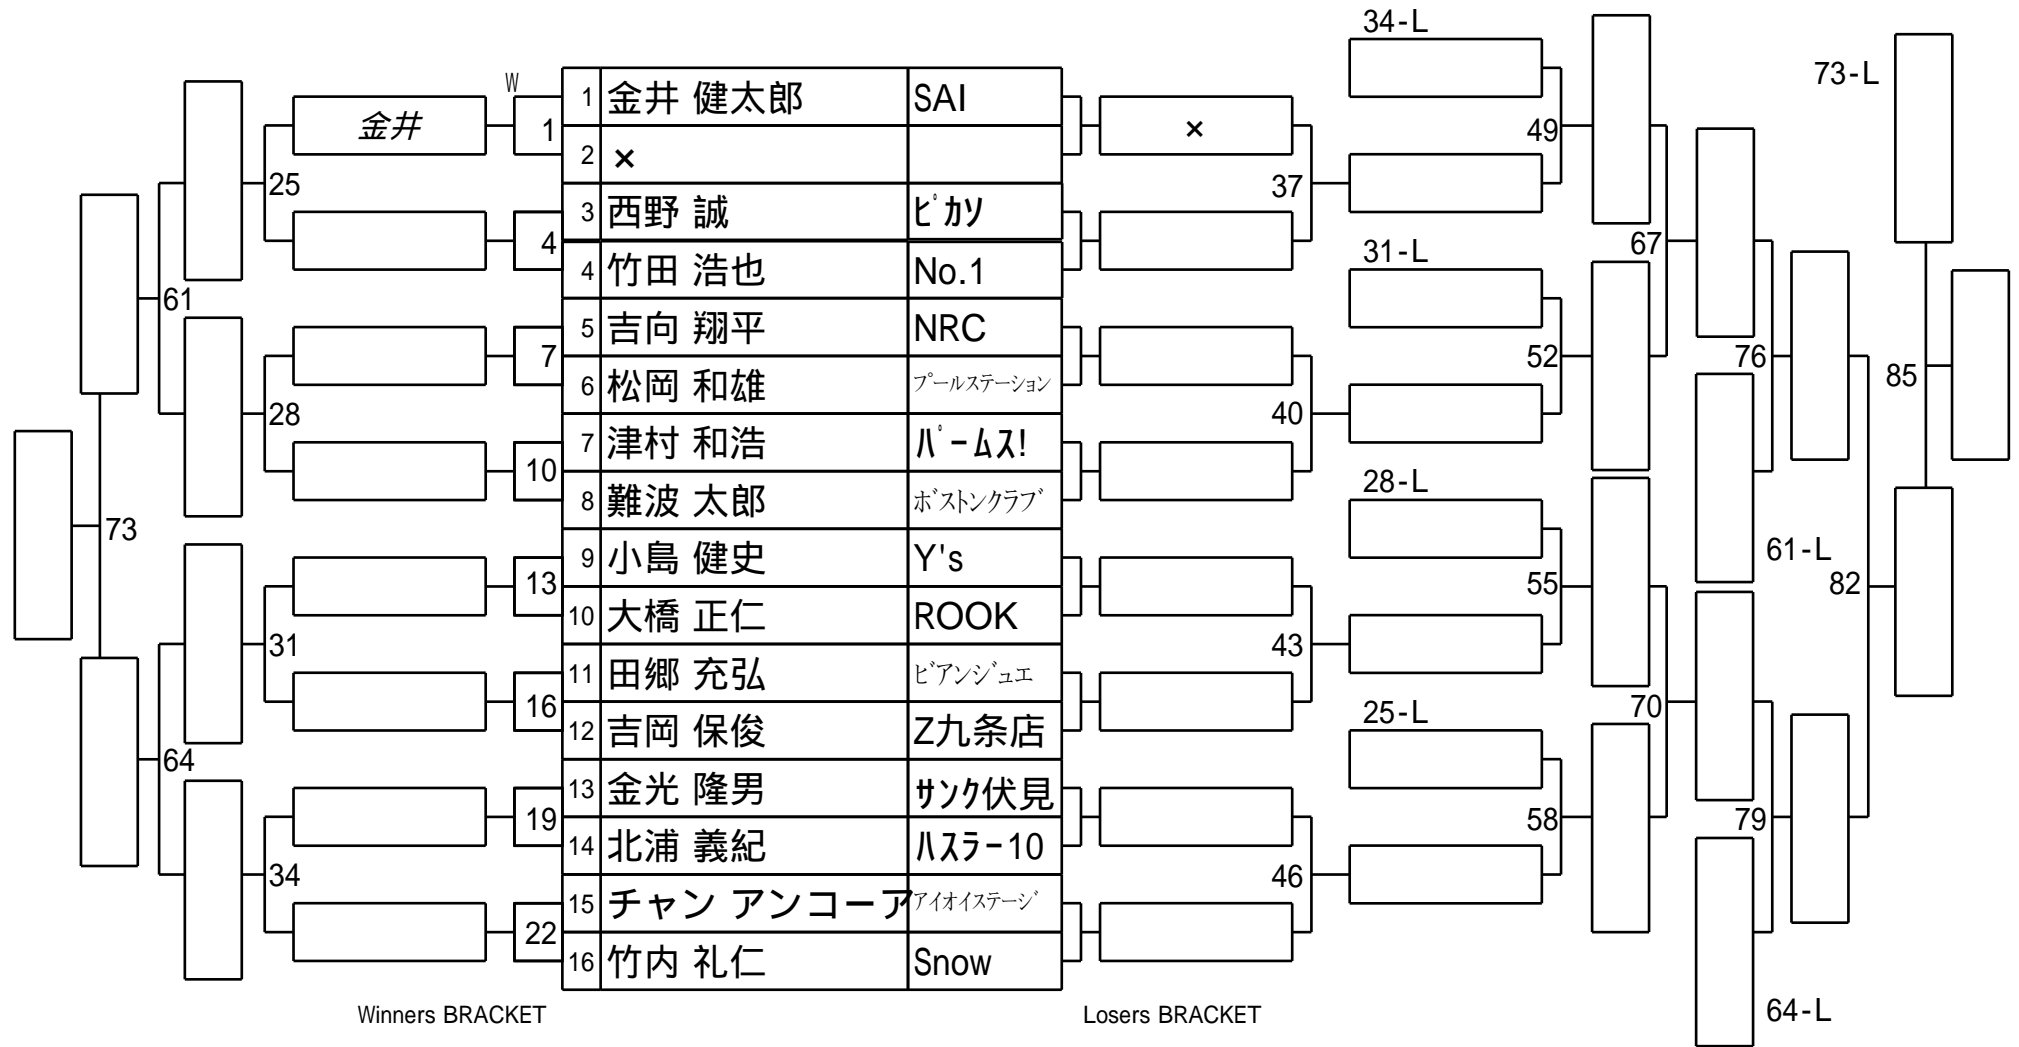 34-L
73-L
W
1 金井 健太郎 SAI
金井 1 × 49
2 ×
25 37
3 西野 誠 ピカソ
4 67
4 竹田 浩也 No.1 31-L
61
5 吉向 翔平 NRC
7 52 76
6 松岡 和雄 プールステーション 85
28 40
7 津村 和浩 パームス!
10
8 難波 太郎 ボストンクラブ 28-L
73
9 小島 健史 Y's 61-L
13 55 82
10 大橋 正仁 ROOK
31 43
11 田郷 充弘 ビアンジュエ
16 25-L 70
12 吉岡 保俊 Z九条店
64
13 金光 隆男 サンク伏見
19 58 79
14 北浦 義紀 ハスラー10
34 46
15 チャン アンコーア アイオイステージ
22
16 竹内 礼仁 Snow
Winners BRACKET Losers BRACKET 64-L